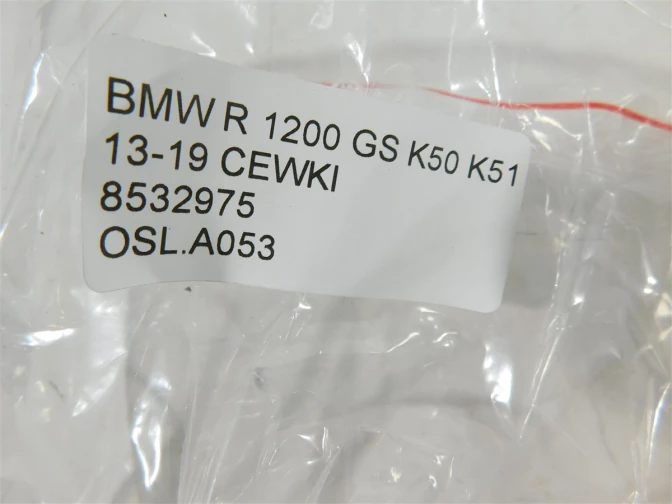 BMW R 1200 GS K50 K51
13-19 CEWKI
8532975
OSL.A053